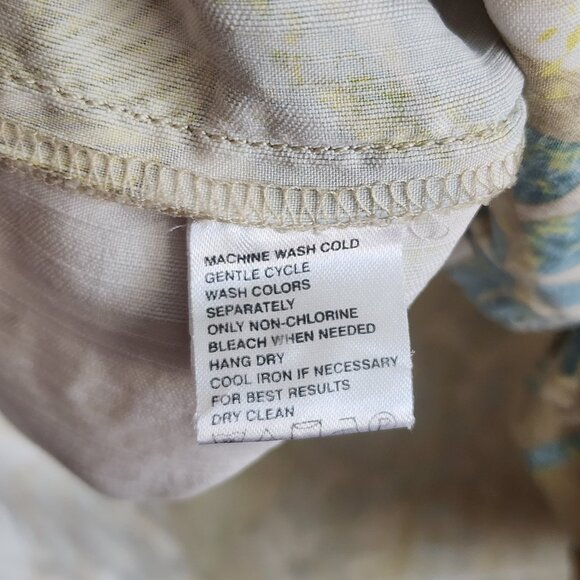 MACHINE WASH COLD
GENTLE CYCLE
WASH COLORS
SEPARATELY
ONLY NON-CHLORINE
BLEACH WHEN NEEDED
HANG DRY
COOL IRON IF NECESSARY
FOR BEST RESULTS
DRY CLEAN